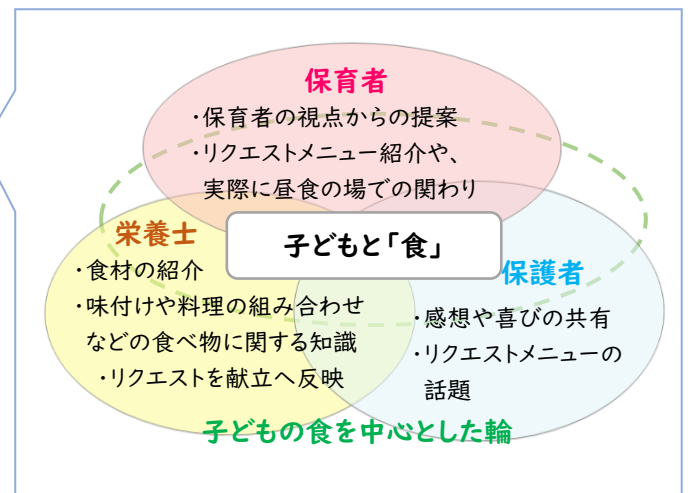 保育者
・保育者の視点からの提案
・リクエストメニュー紹介や、
実際に昼食の場での関わり
子どもと「食」
栄養士
・食材の紹介
・味付けや料理の組み合わせ
などの食べ物に関する知識
・リクエストを献立へ反映
保護者
・感想や喜びの共有
・リクエストメニューの
話題
子どもの食を中心とした輪